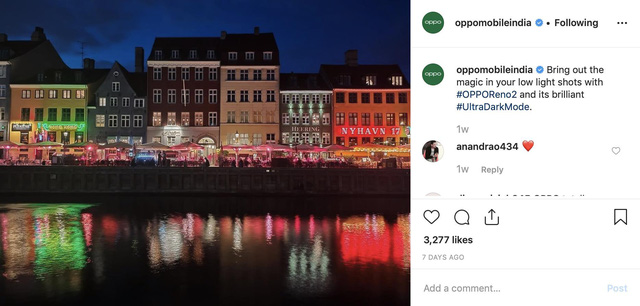 HEERING
NYHAVN 17
oppo
oppomobileindia • Following
oppo
oppomobileindia Bring out the
magic in your low light shots with
#OPPOReno2 and its brilliant
#UltraDarkMode.
1w
anandrao434 ❤️
1w Reply
3,277 likes
7 DAYS AGO
Add a comment...
Post